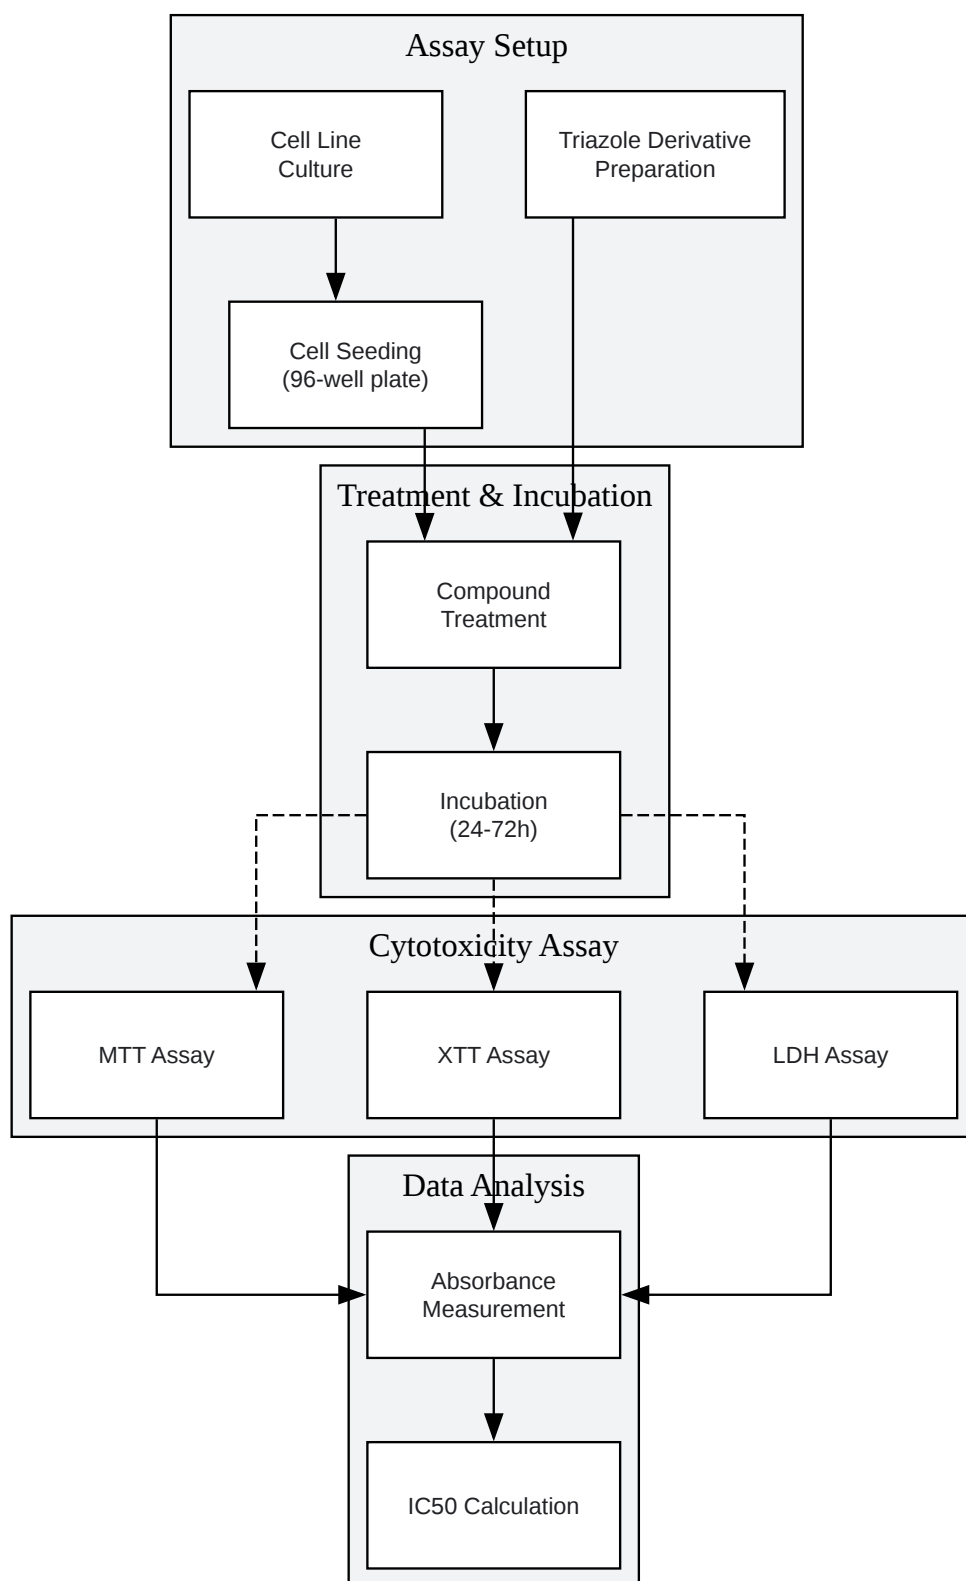 Assay Setup
Cell Line
Culture
Triazole Derivative
Preparation
Cell Seeding
(96-well plate)
Treatment & Incubation
Compound
Treatment
Incubation
(24-72h)
Cytotoxicity Assay
MTT Assay
XTT Assay
LDH Assay
Data Analysis
Absorbance
Measurement
IC50 Calculation